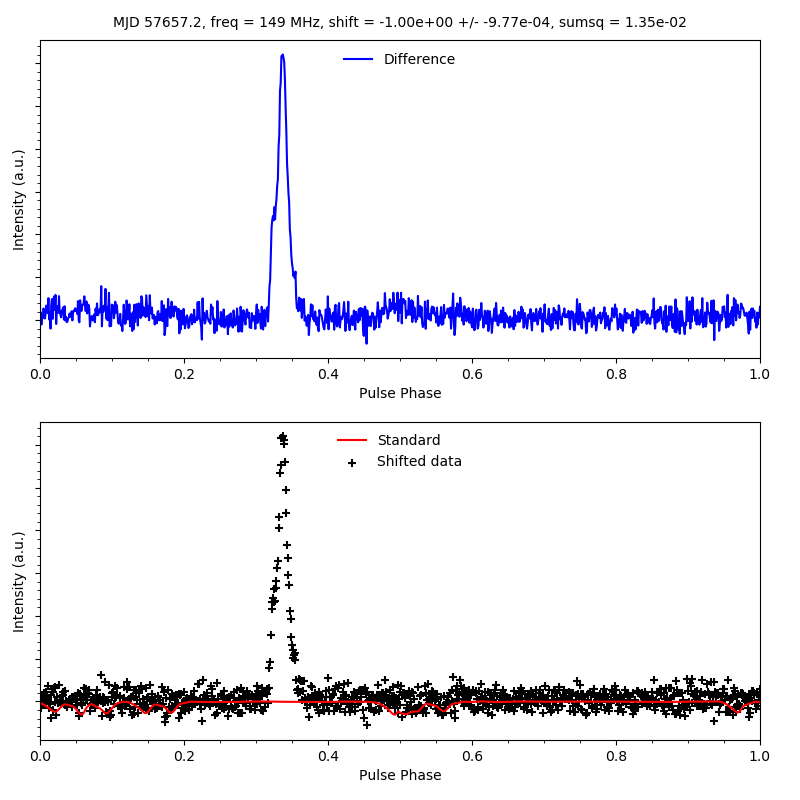 MJD 57657.2, freq = 149 MHz, shift = -1.00e+00 +/- -9.77e-04, sumsq = 1.35e-02
Difference
Intensity (a.u.)
0.0 0.2 0.4 0.6 0.8 1.0
Pulse Phase
Standard
Shifted data
Intensity (a.u.)
0.0 0.2 0.4 0.6 0.8 1.0
Pulse Phase